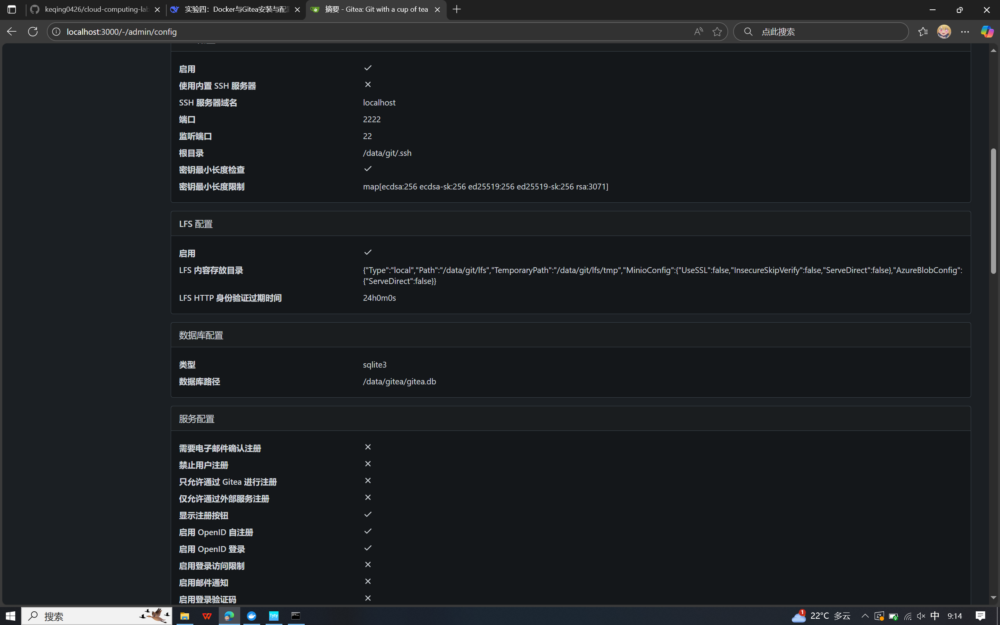 keqing0426/cloud-computing-lab
实验四：Docker与Gitea安装与配置
摘要 - Gitea: Git with a cup of tea
localhost:3000/-/admin/config
点此搜索
启用
使用内置 SSH 服务器
SSH 服务器域名 localhost
端口 2222
监听端口 22
根目录 /data/git/.ssh
密钥最小长度检查
密钥最小长度限制 map[ecdsa:256 ecdsa-sk:256 ed25519:256 ed25519-sk:256 rsa:3071]
LFS 配置
启用
LFS 内容存放目录 {"Type":"local","Path":"/data/git/lfs","TemporaryPath":"/data/git/lfs/tmp","MinioConfig":{"UseSSL":false,"InsecureSkipVerify":false,"ServeDirect":false},"AzureBlobConfig":
{"ServeDirect":false}}
LFS HTTP 身份验证过期时间 24h0m0s
数据库配置
类型 sqlite3
数据库路径 /data/gitea/gitea.db
服务配置
需要电子邮件确认注册
禁止用户注册
只允许通过 Gitea 进行注册
仅允许通过外部服务注册
显示注册按钮
启用 OpenID 自注册
启用 OpenID 登录
启用登录访问限制
启用邮件通知
启用登录验证码
搜索
Tyty
1
22°C 多云
中
9:14